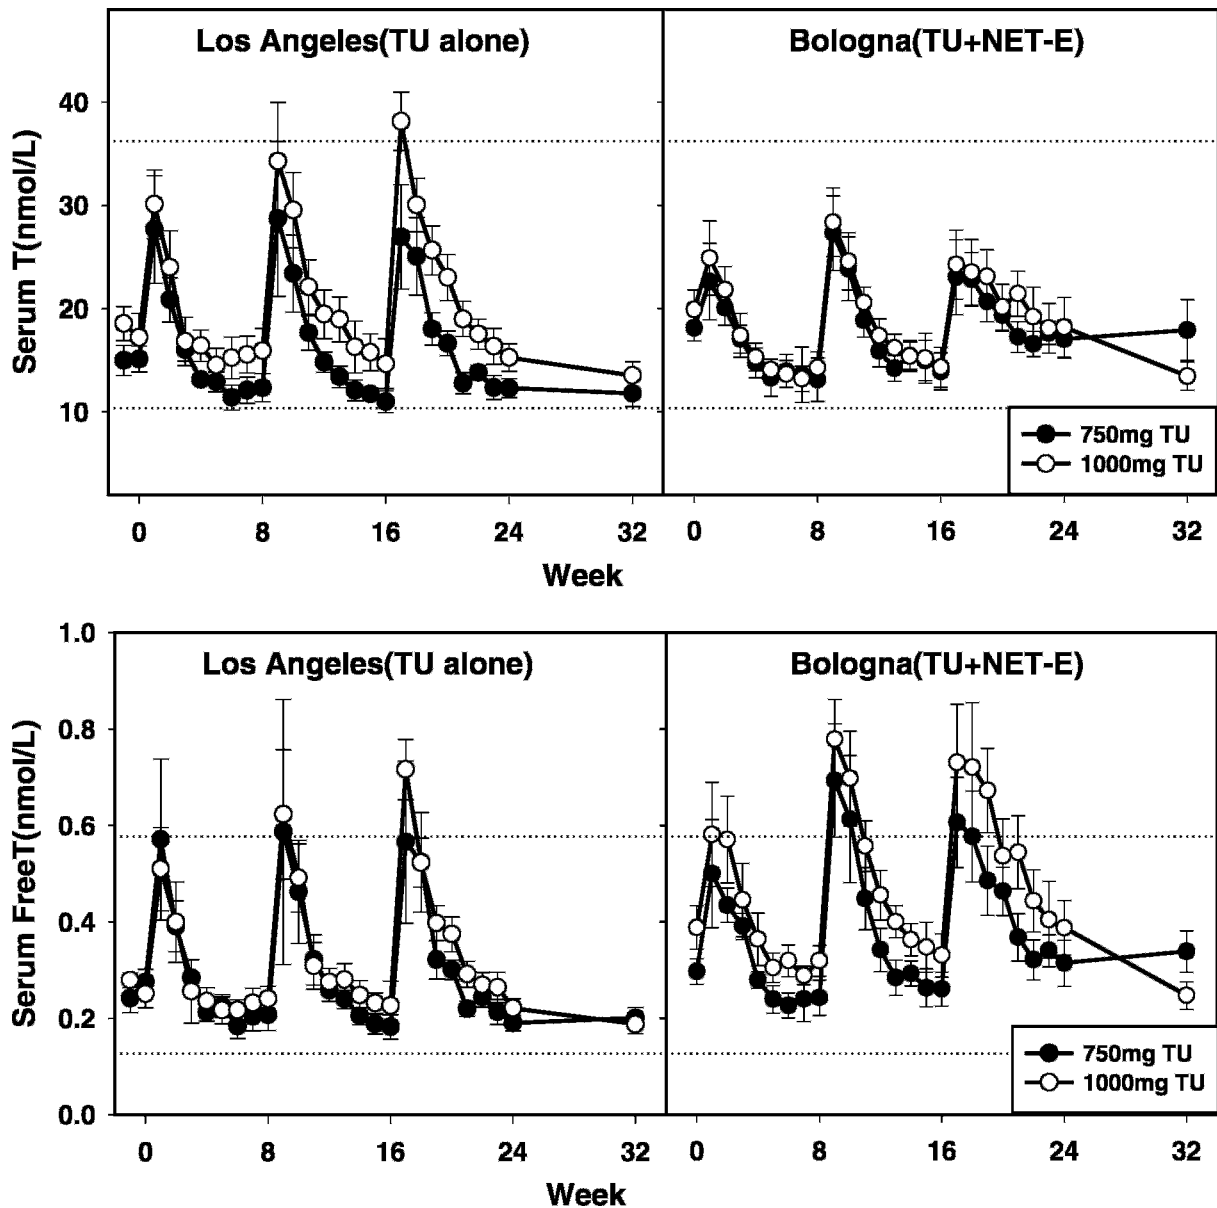 Los Angeles(TU alone)
Bologna(TU+NET-E)
Serum T(nmol/L)
40
30
20
10
750mg TU
1000mg TU
0 8 16 24 32 0 8 16 24 32
Week
Los Angeles(TU alone)
Bologna(TU+NET-E)
Serum FreeT(nmol/L)
1.0
0.8
0.6
0.4
0.2
0.0
750mg TU
1000mg TU
0 8 16 24 32 0 8 16 24 32
Week